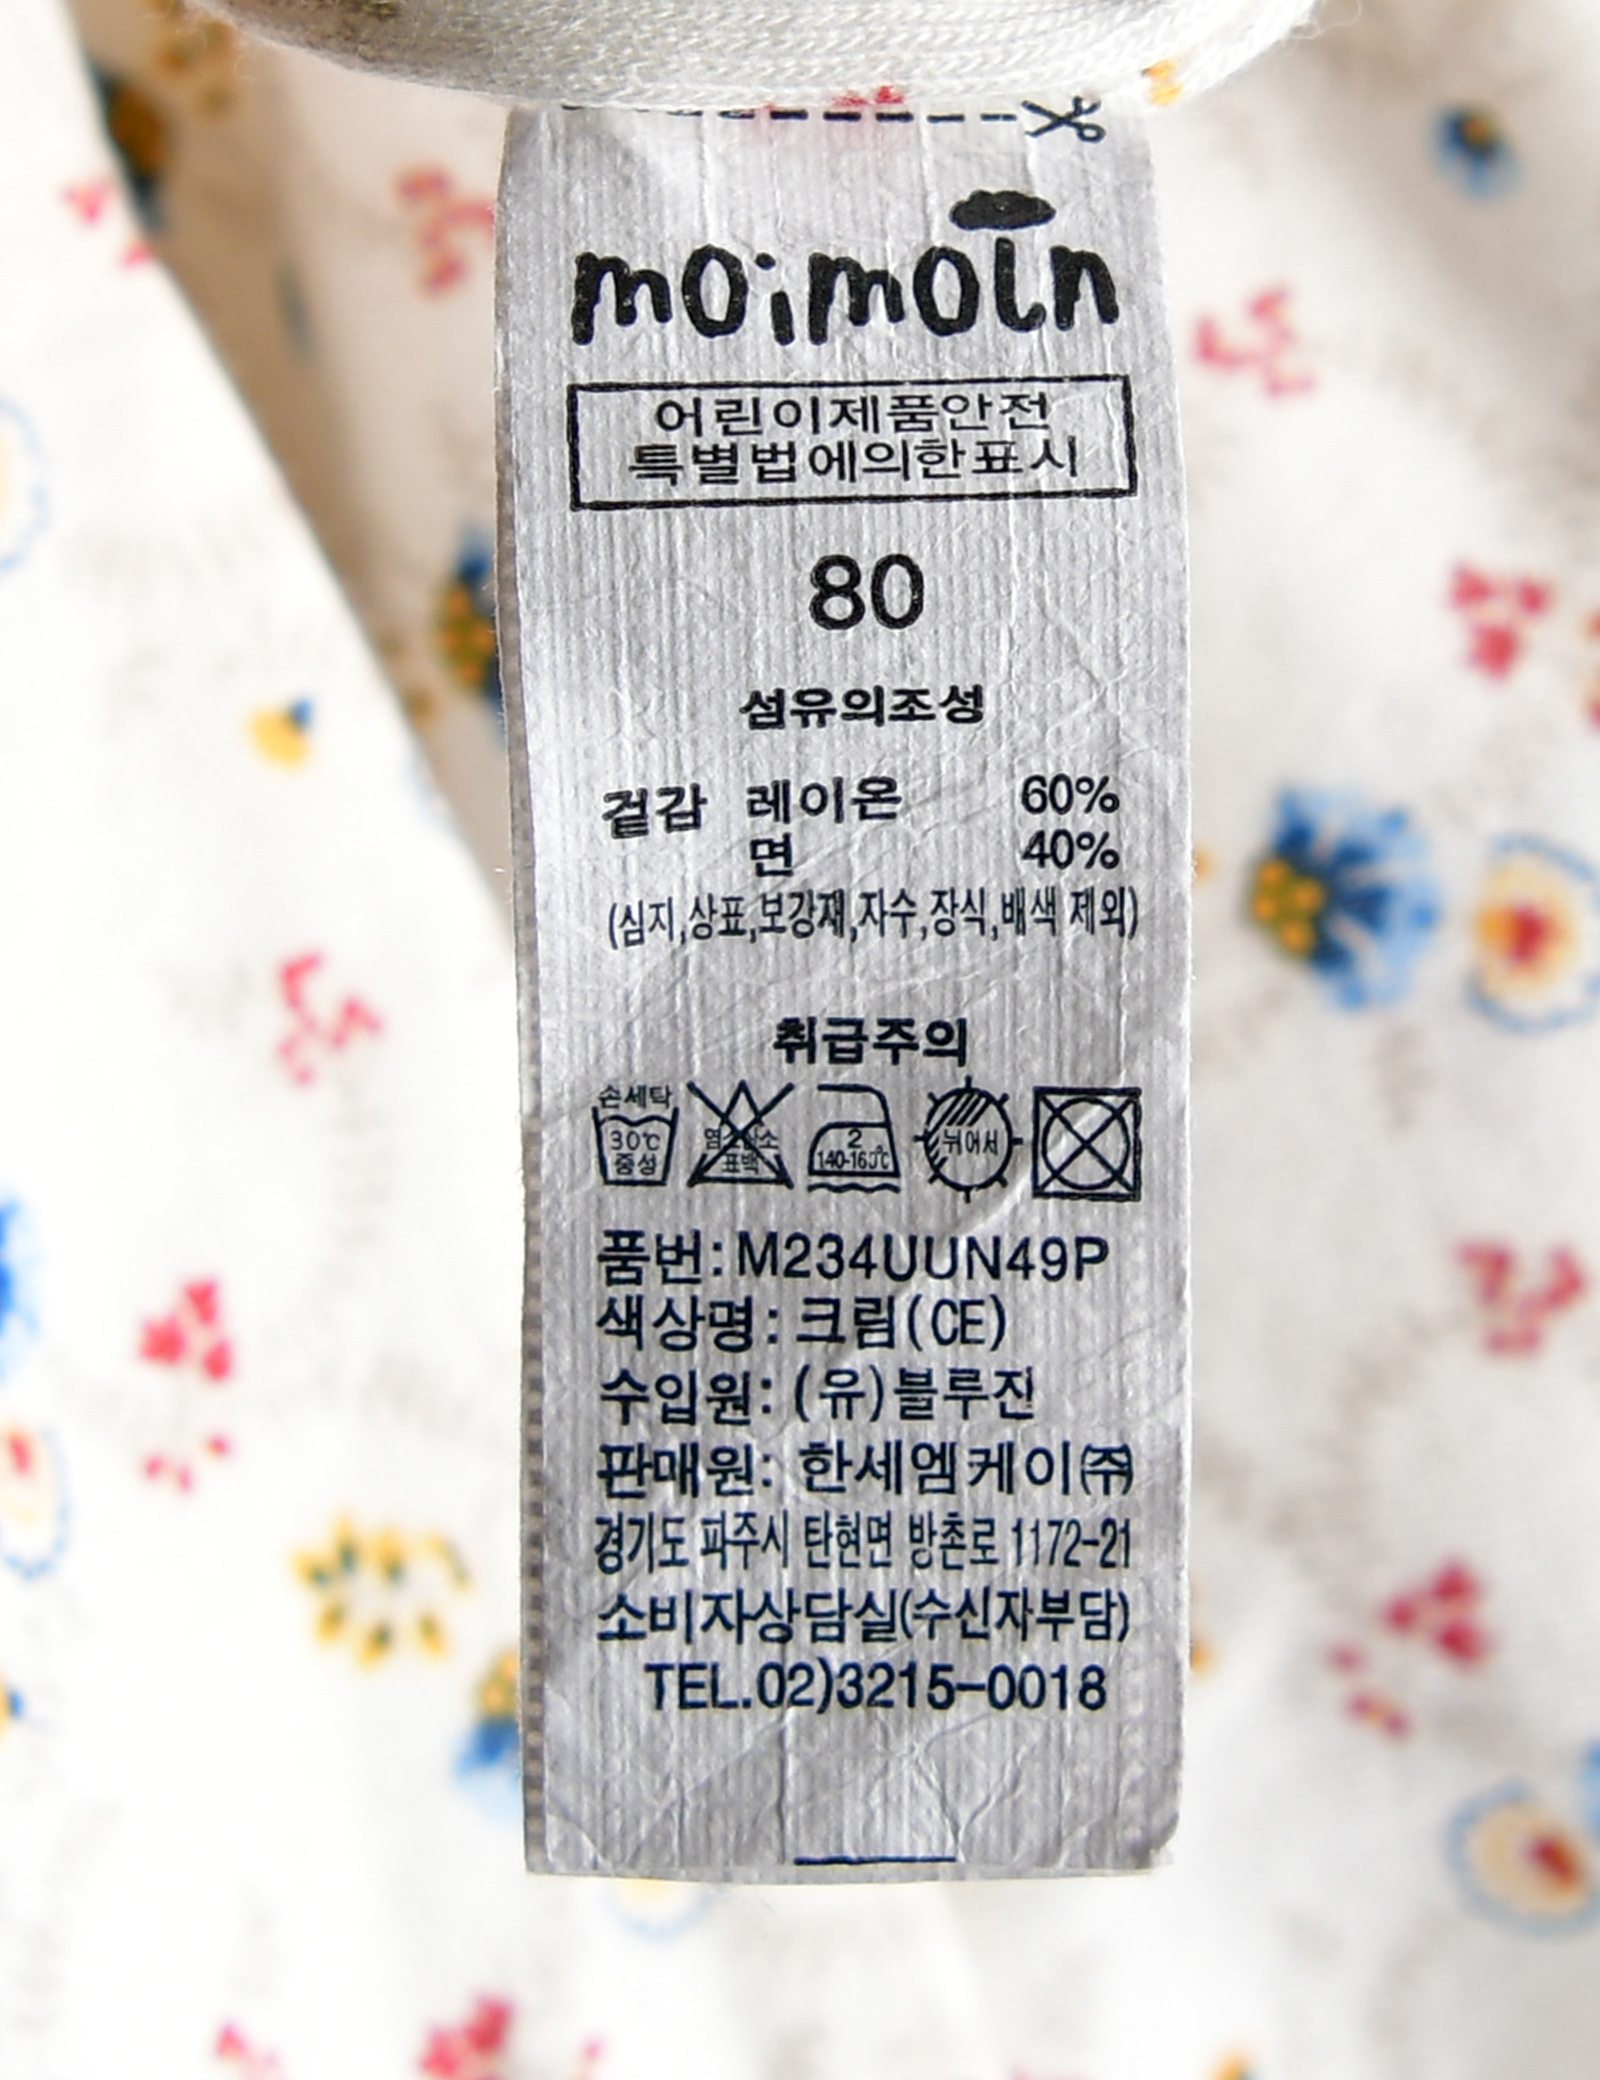 moimoln
어린이제품안전
특별법에의한표시
80
섬유의조성
겉감 레이온 60%
면 40%
(심지,상표,보강재,자수,장식,배색 제외)
취급주의
손세탁
30℃
중성
염소산소
표백
2
140-160℃
뉘어서
품번: M234UUN49P
색상명: 크림(CE)
수입원: (유)블루진
판매원: 한세엠케이㈜
경기도 파주시 탄현면 방촌로 1172-21
소비자상담실(수신자부담)
TEL.02)3215-0018